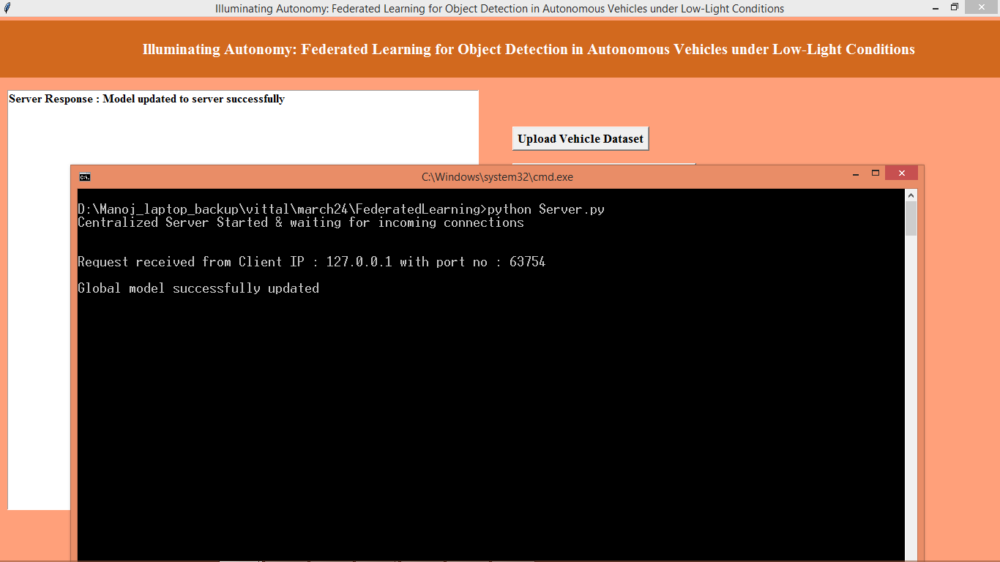 Illuminating Autonomy: Federated Learning for Object Detection in Autonomous Vehicles under Low-Light Conditions
Illuminating Autonomy: Federated Learning for Object Detection in Autonomous Vehicles under Low-Light Conditions
Server Response : Model updated to server successfully
Upload Vehicle Dataset
C:\Windows\system32\cmd.exe
D:\Manoj_laptop_backup\vittal\march24\FederatedLearning>python Server.py
Centralized Server Started & waiting for incoming connections
Request received from Client IP : 127.0.0.1 with port no : 63754
Global model successfully updated